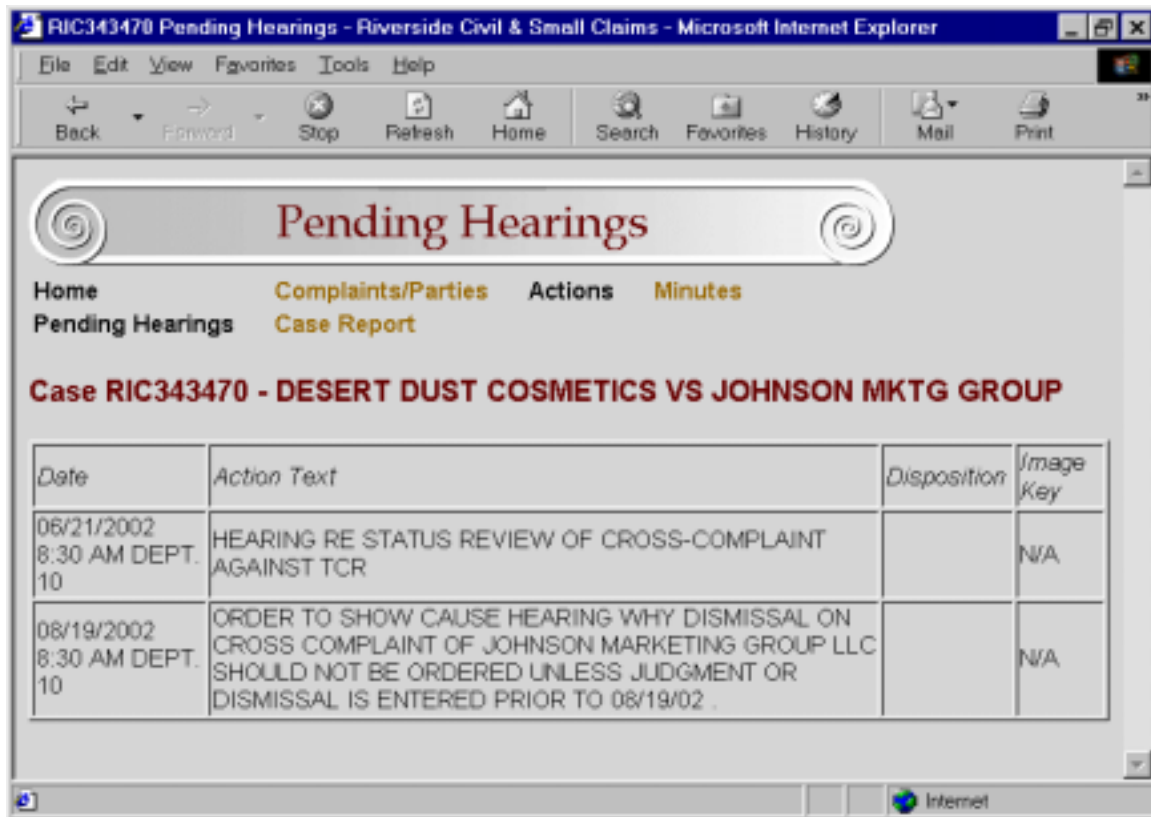 RIC343470 Pending Hearings - Riverside Civil & Small Claims - Microsoft Internet Explorer
File Edit View Favorites Tools Help
Back Forward Stop Refresh Home Search Favorites History Mail Print
Pending Hearings
Home Complaints/Parties Actions Minutes
Pending Hearings Case Report
Case RIC343470 - DESERT DUST COSMETICS VS JOHNSON MKTG GROUP
Date Action Text Disposition Image Key
06/21/2002
8:30 AM DEPT.
10
HEARING RE STATUS REVIEW OF CROSS-COMPLAINT
AGAINST TCR
N/A
08/19/2002
8:30 AM DEPT.
10
ORDER TO SHOW CAUSE HEARING WHY DISMISSAL ON
CROSS COMPLAINT OF JOHNSON MARKETING GROUP LLC
SHOULD NOT BE ORDERED UNLESS JUDGMENT OR
DISMISSAL IS ENTERED PRIOR TO 08/19/02 .
N/A
Internet